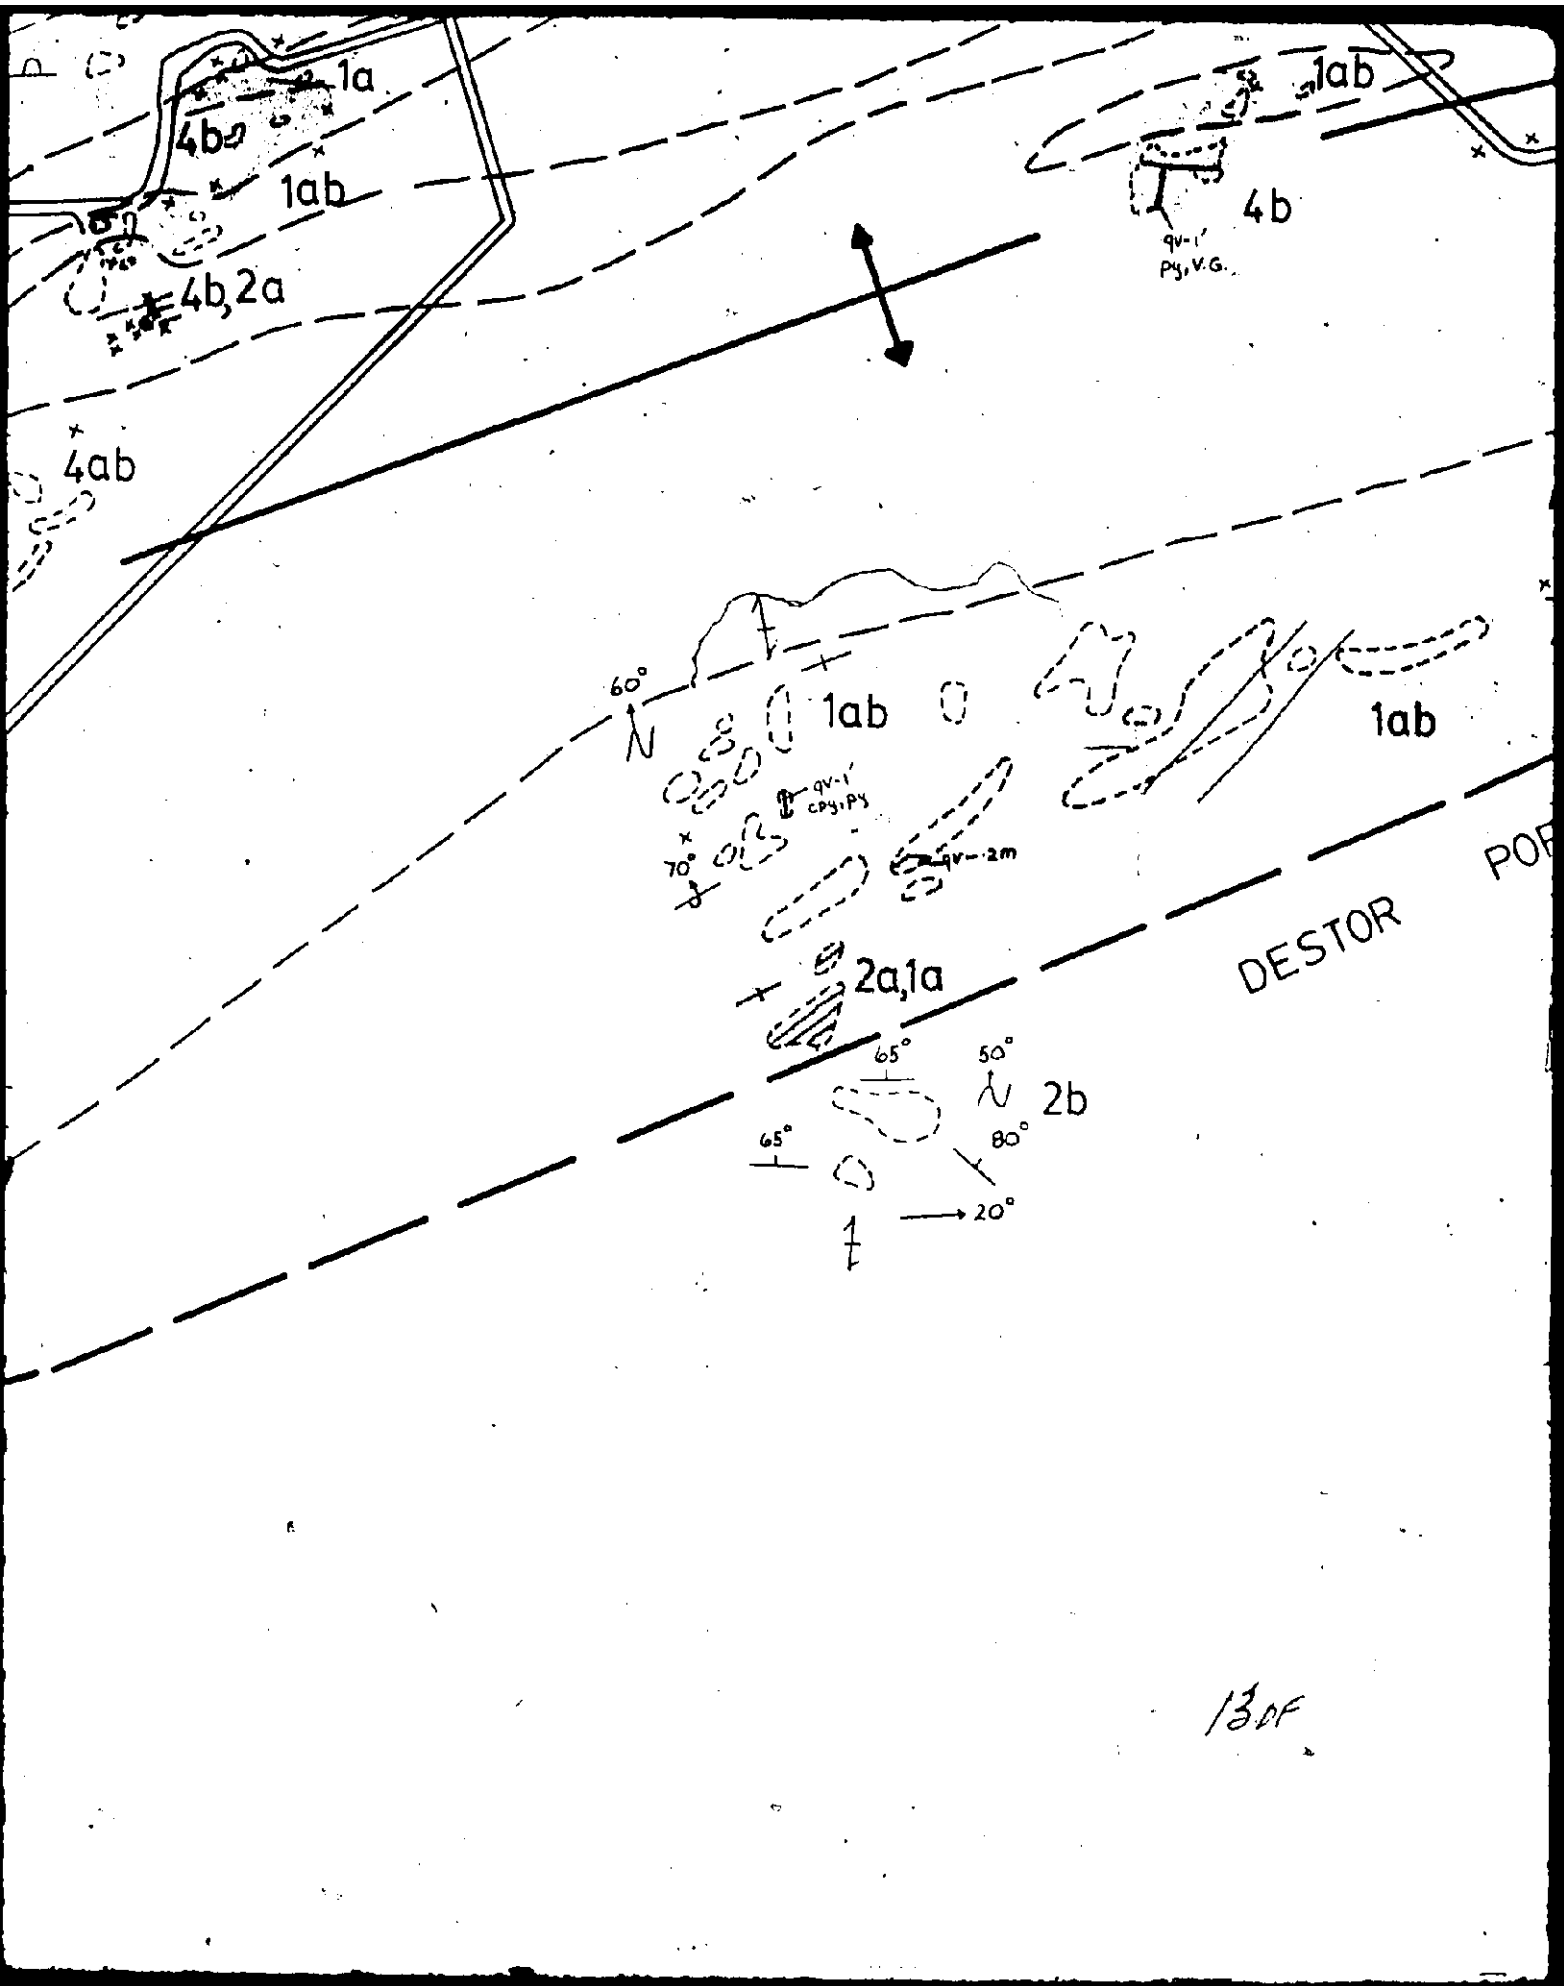 1a
1ab
4b
1ab
4b
qv-1'
py, V.G.
4b,2a
4ab
60°
N
1ab
1ab
qv-1'
cpy, py
70°
qv-.2m
POR
DESTOR
2a,1a
65°
50°
N
2b
65°
80°
20°
13DF